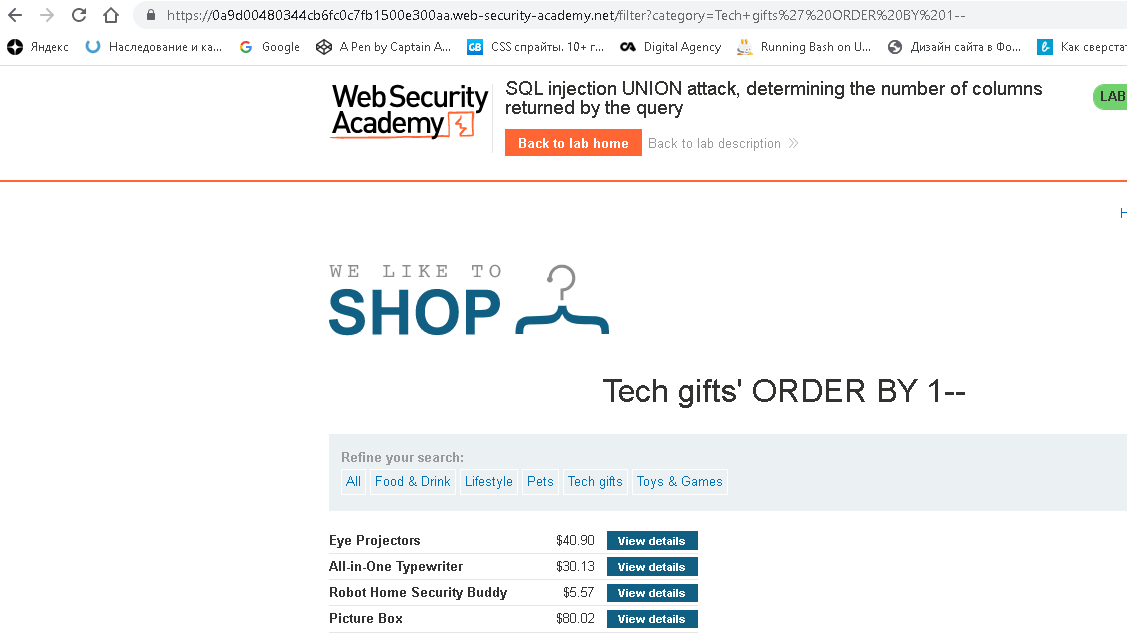 https://0a9d00480344cb6fc0c7fb1500e300aa.web-security-academy.net/filter?category=Tech+gifts%27%20ORDER%20BY%201--
Яндекс Наследование и ка... Google A Pen by Captain A... CSS спрайты. 10+ г... Digital Agency Running Bash on U... Дизайн сайта в Фо... Как сверстат
WebSecurity
Academy
SQL injection UNION attack, determining the number of columns
returned by the query
LAB
Back to lab home Back to lab description
H
WE LIKE TO
SHOP
Tech gifts' ORDER BY 1--
Refine your search:
All Food & Drink Lifestyle Pets Tech gifts Toys & Games
Eye Projectors $40.90 View details
All-in-One Typewriter $30.13 View details
Robot Home Security Buddy $5.57 View details
Picture Box $80.02 View details